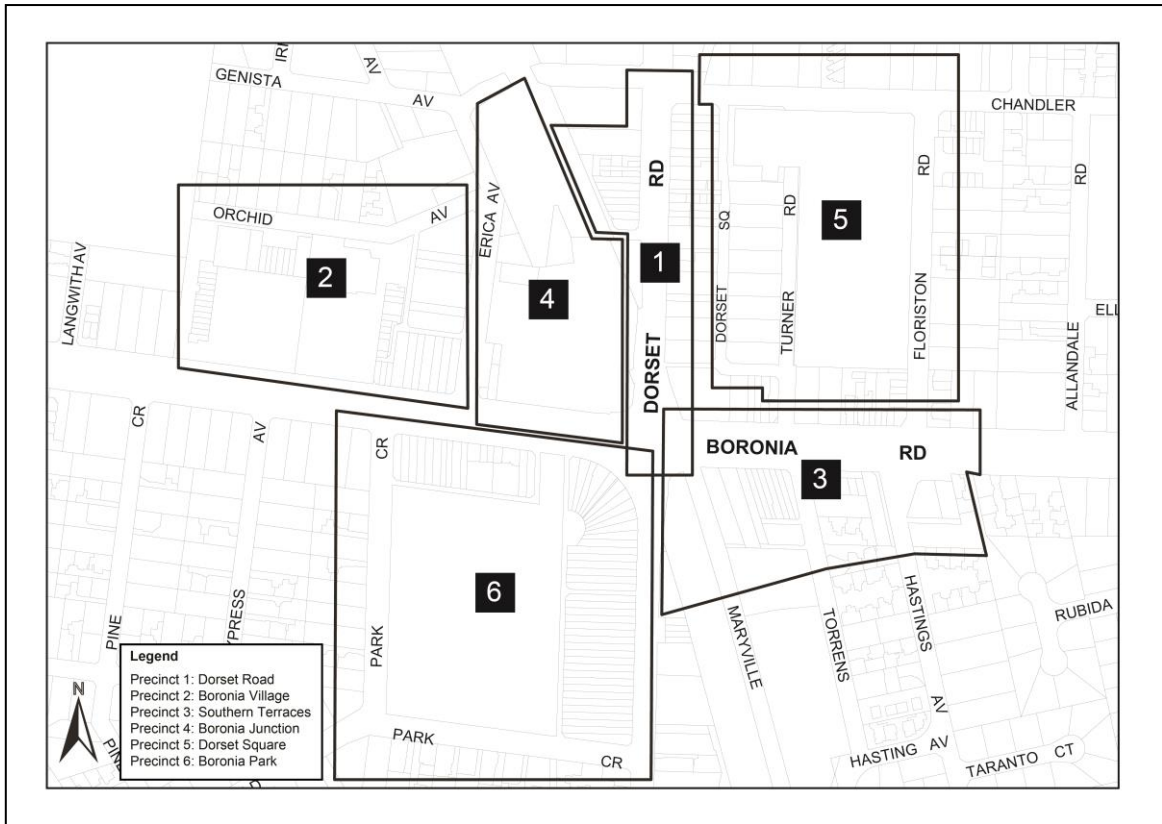 GENISTA
AV
IRI
AV
CHANDLER
RD
RD
RD
RD
ORCHID
AV
ERICA AV
SQ
LANGWITH AV
2
4
1
5
DORSET
DORSET
TURNER
FLORISTON
ALLANDALE
ELL
CR
AV
CR
BORONIA
RD
3
6
PINE
YPRESS
PARK
MARYVILLE
TORRENS
HASTINGS
AV
RUBIDA
HASTING AV
TARANTO CT
PARK
CR
N
Legend
Precinct 1: Dorset Road
Precinct 2: Boronia Village
Precinct 3: Southern Terraces
Precinct 4: Boronia Junction
Precinct 5: Dorset Square
Precinct 6: Boronia Park